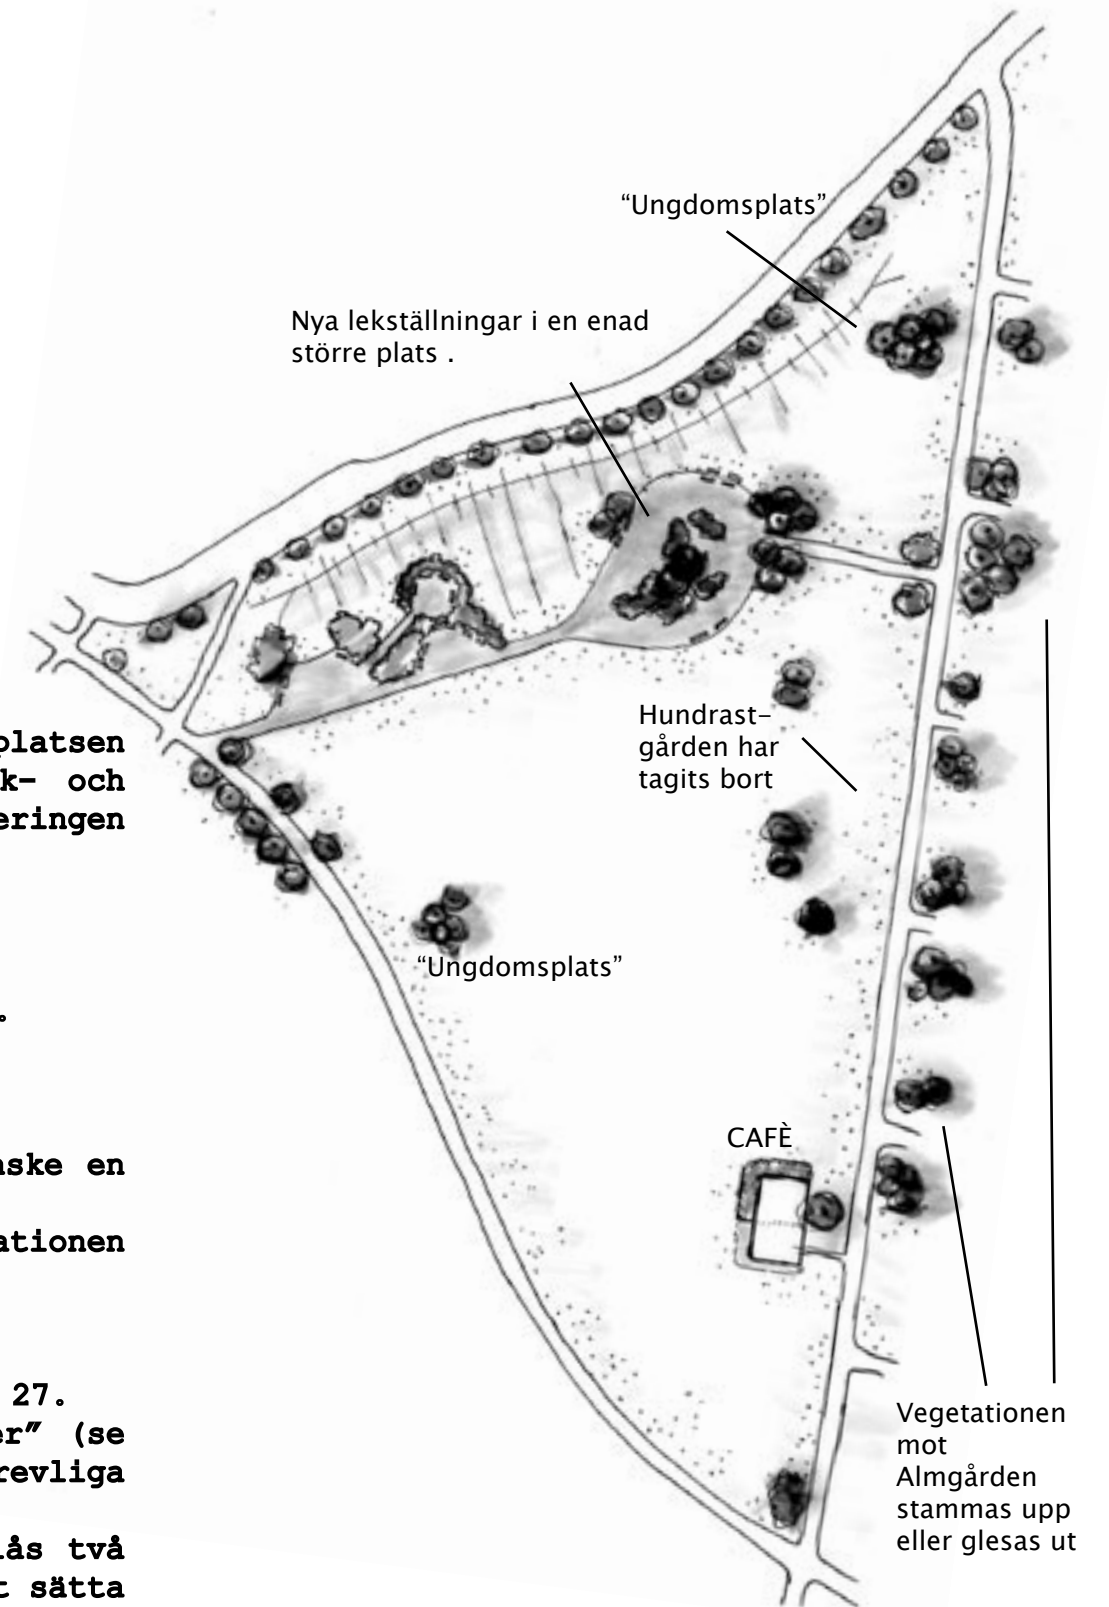 “Ungdomsplats”
Nya lekställningar i en enad
större plats .
Hundrast-
gården har
tagits bort
“Ungdomsplats”
CAFÈ
Vegetationen
mot
Almgården
stammas upp
eller glesas ut
platsen
k- och
eringen
.
ske en
ationen
27.
er” (se
revliga
ås två
sätta